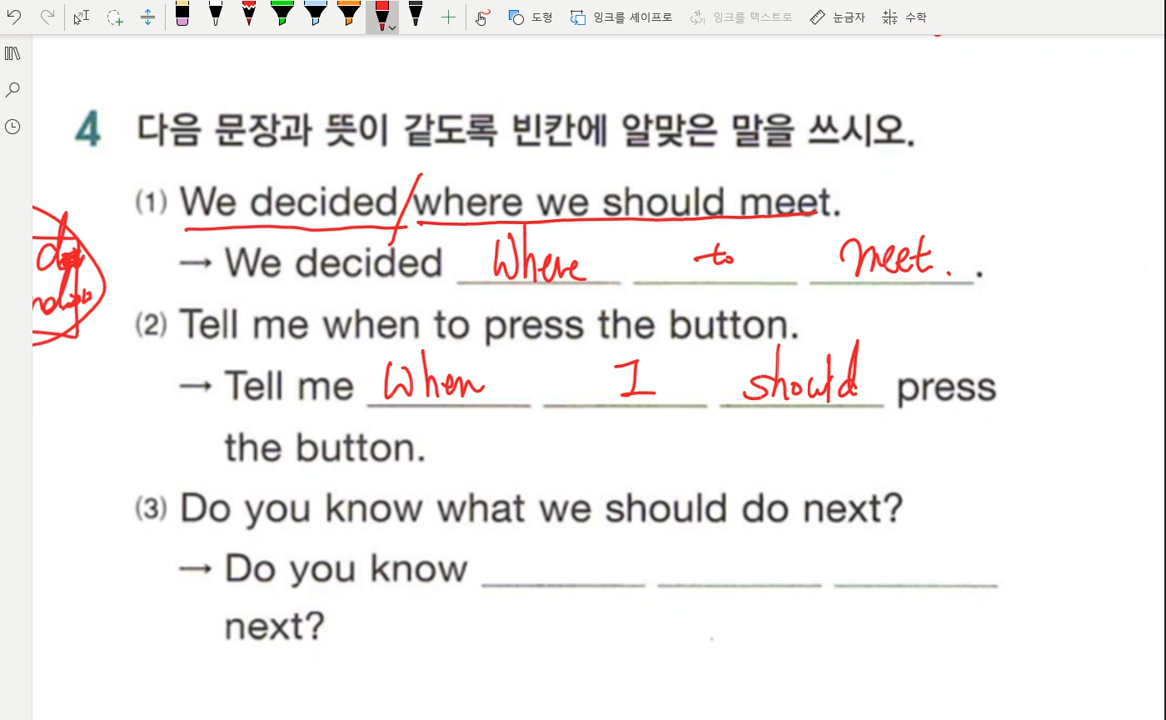 도형 잉크를 셰이프로 잉크를 텍스트로 눈금자 수학
4 다음 문장과 뜻이 같도록 빈칸에 알맞은 말을 쓰시오.
(1) We decided / where we should meet.
→ We decided Where to meet. .
(2) Tell me when to press the button.
→ Tell me When I should press
the button.
(3) Do you know what we should do next?
→ Do you know
next?